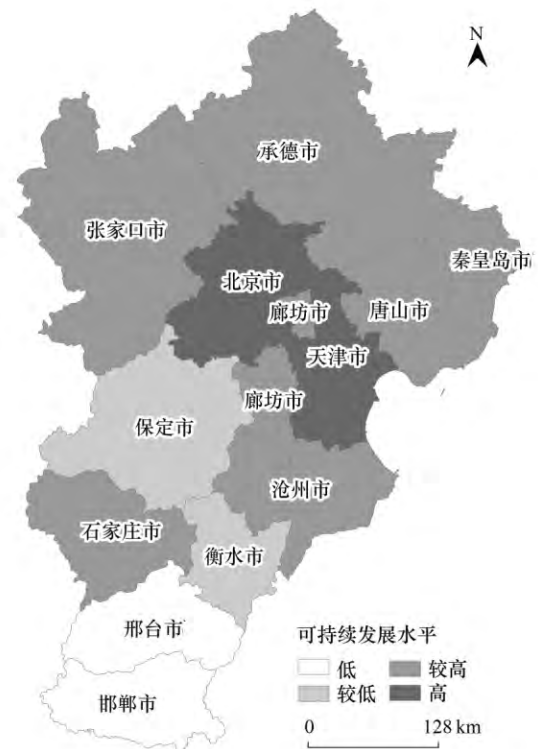 N
承德市
张家口市
秦皇岛市
北京市
廊坊市
唐山市
天津市
廊坊市
保定市
沧州市
石家庄市
衡水市
邢台市
邯郸市
可持续发展水平
低 较高
较低 高
0 128 km